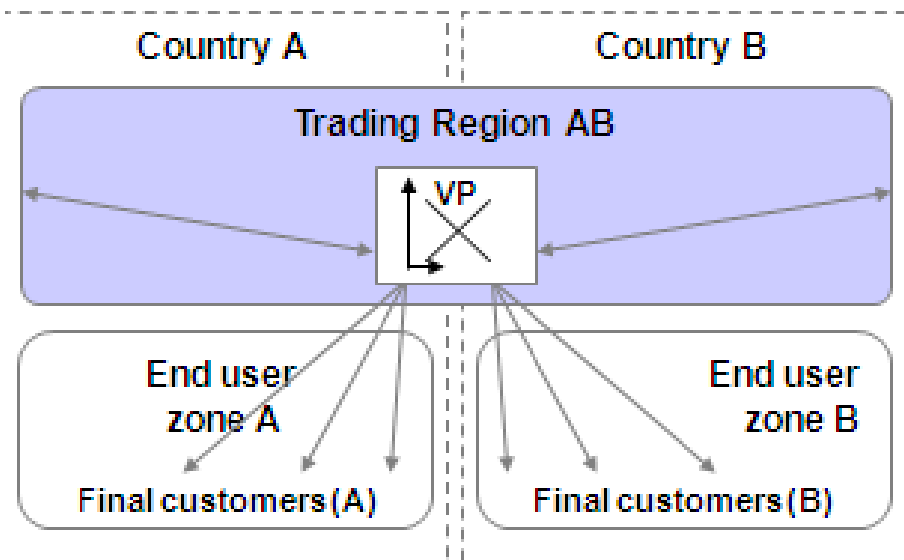 Country A
Country B
Trading Region AB
VP
End user
zone A
End user
zone B
Final customers(A)
Final customers(B)